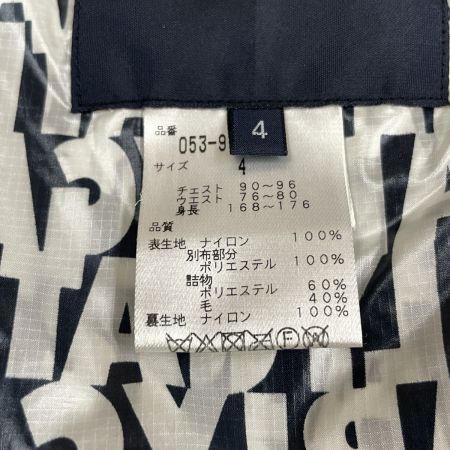 品番
4
053-9
サイズ
4
チェスト 90～96
ウエスト 76～80
身長 168～176
品質
表生地 ナイロン 100%
別布部分
ポリエステル 100%
詰物
ポリエステル 60%
毛 40%
裏生地 ナイロン 100%